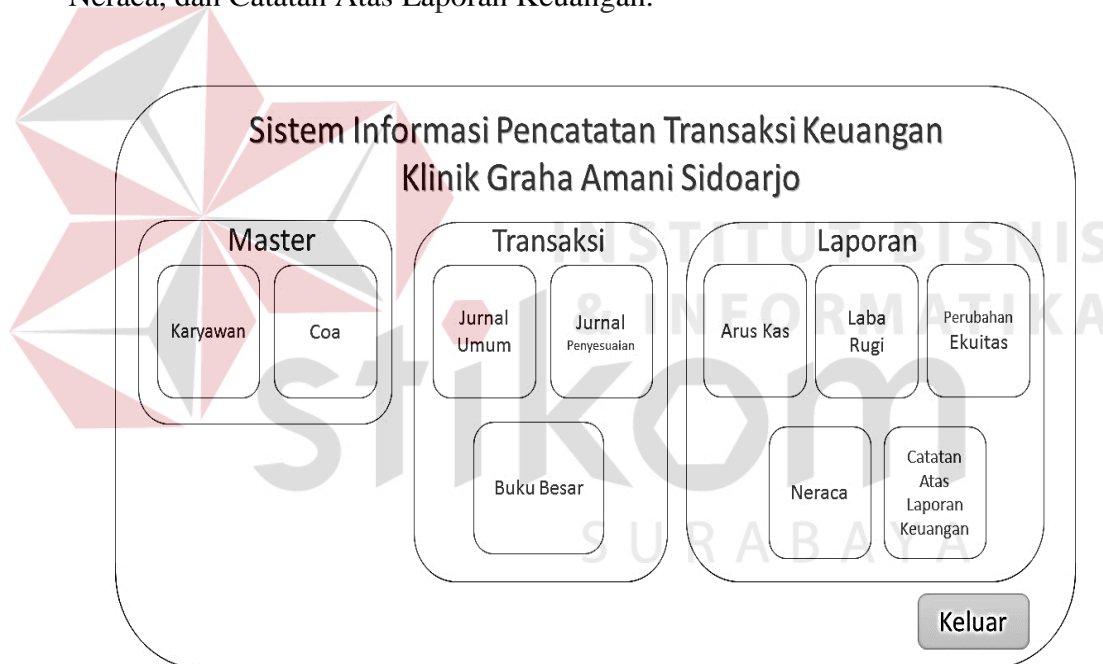 Neraca, dan Catatan Atas Laporan Keuangan.
Sistem Informasi Pencatatan Transaksi Keuangan
Klinik Graha Amani Sidoarjo
Master
Karyawan
Coa
Transaksi
Jurnal
Umum
Jurnal
Penyesuaian
Buku Besar
Laporan
Arus Kas
Laba
Rugi
Perubahan
Ekuitas
Neraca
Catatan
Atas
Laporan
Keuangan
Keluar
INSTITUT BISNIS
& INFORMATIKA
stikom
SURABAYA